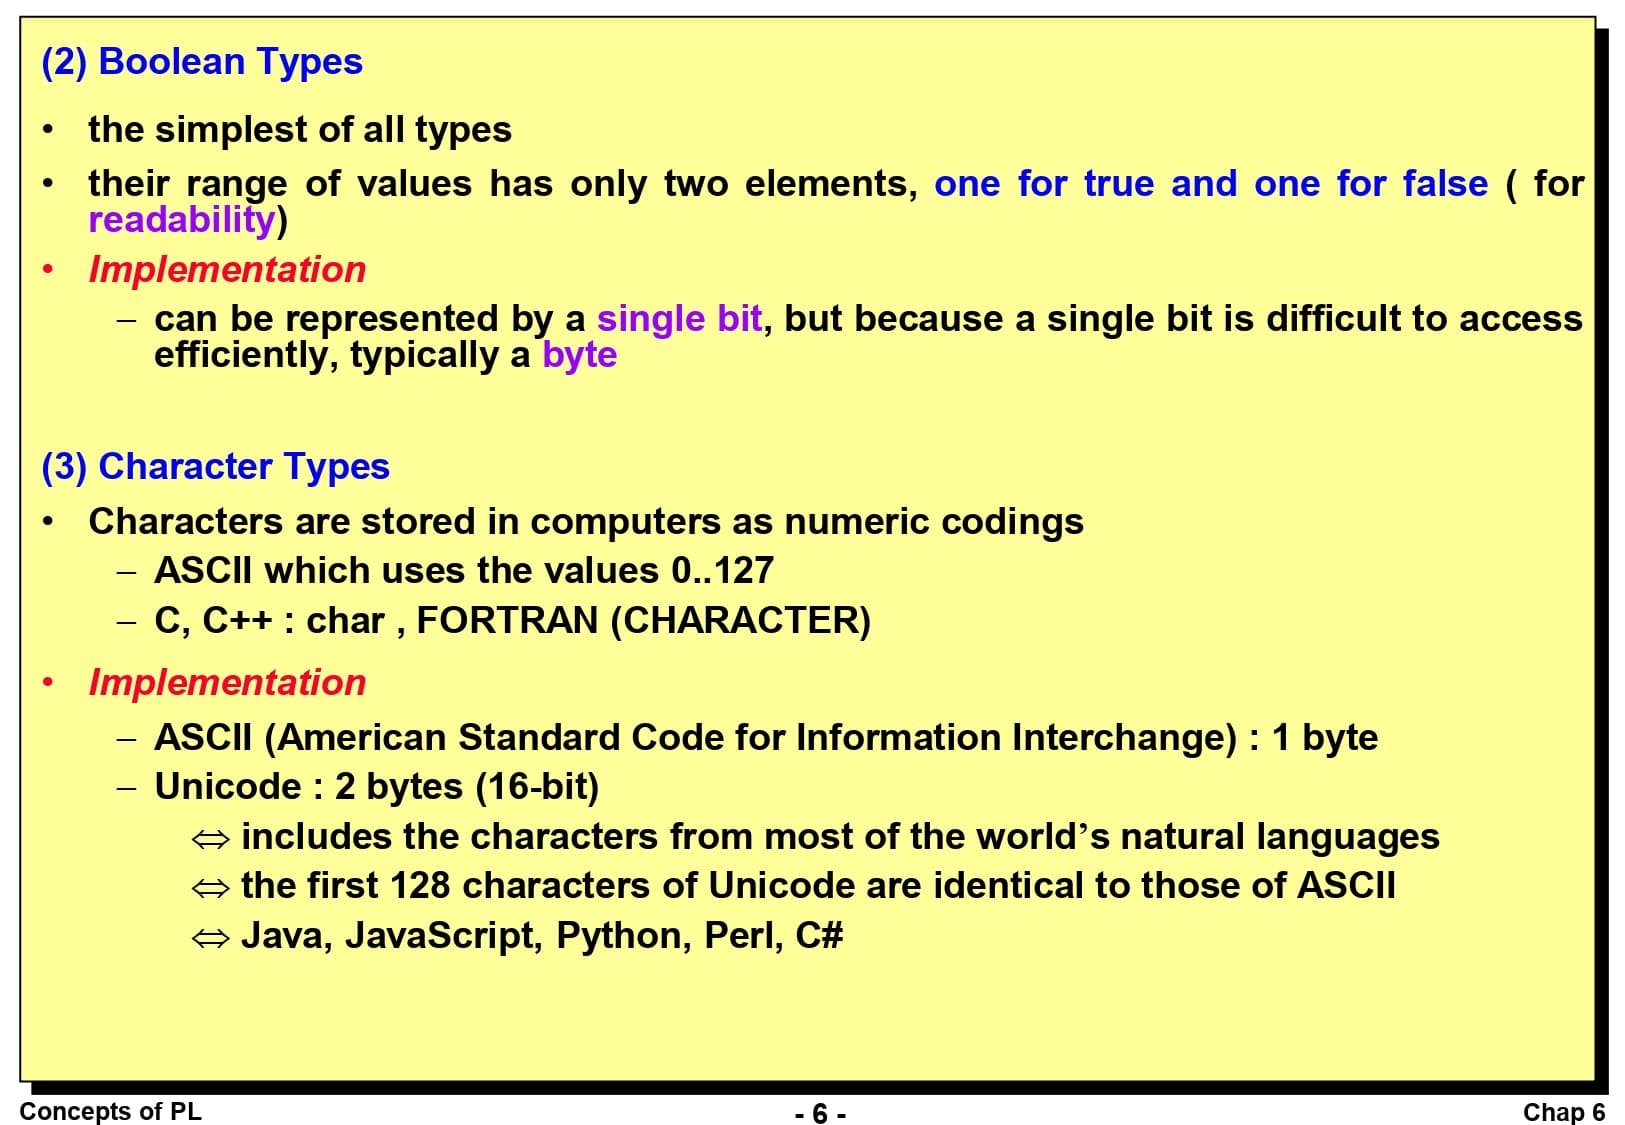 (2) Boolean Types
• the simplest of all types
• their range of values has only two elements, one for true and one for false ( for
readability)
• Implementation
– can be represented by a single bit, but because a single bit is difficult to access
efficiently, typically a byte
(3) Character Types
• Characters are stored in computers as numeric codings
– ASCII which uses the values 0..127
– C, C++ : char , FORTRAN (CHARACTER)
• Implementation
– ASCII (American Standard Code for Information Interchange) : 1 byte
– Unicode : 2 bytes (16-bit)
⇔ includes the characters from most of the world’s natural languages
⇔ the first 128 characters of Unicode are identical to those of ASCII
⇔ Java, JavaScript, Python, Perl, C#
Concepts of PL
- 6 -
Chap 6